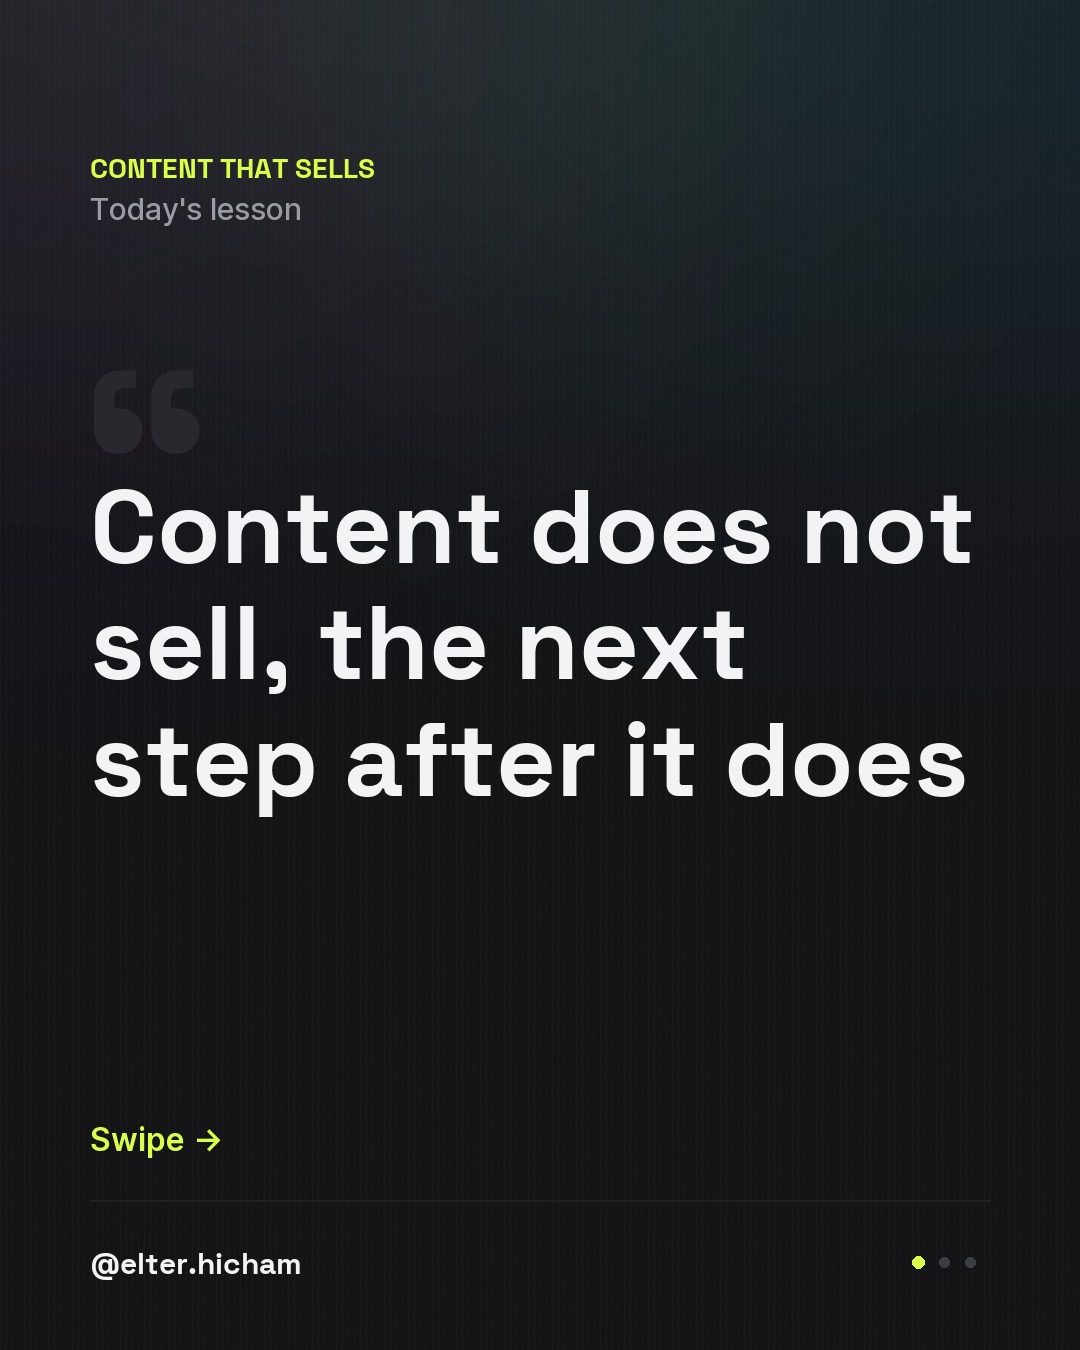 CONTENT THAT SELLS
Today's lesson
“
Content does not
sell, the next
step after it does
Swipe →
@elter.hicham